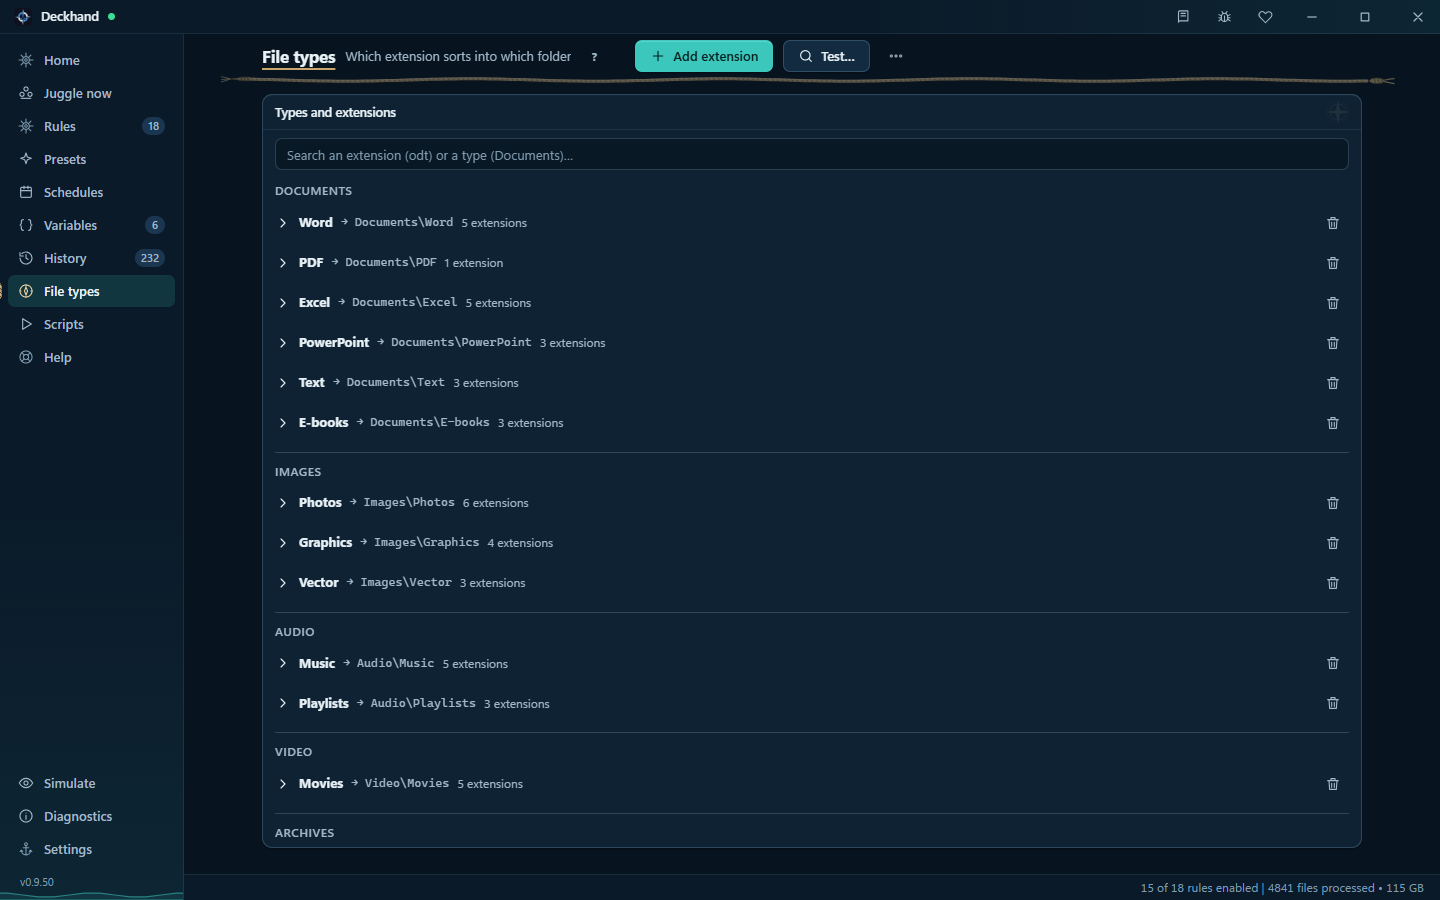 Deckhand
Home
Juggle now
Rules 18
Presets
Schedules
Variables 6
History 232
File types
Scripts
Help
Simulate
Diagnostics
Settings
v0.9.50
File types Which extension sorts into which folder ? Add extension Test...
Types and extensions
Search an extension (odt) or a type (Documents)...
DOCUMENTS
Word → Documents\Word 5 extensions
PDF → Documents\PDF 1 extension
Excel → Documents\Excel 5 extensions
PowerPoint → Documents\PowerPoint 3 extensions
Text → Documents\Text 3 extensions
E-books → Documents\E-books 3 extensions
IMAGES
Photos → Images\Photos 6 extensions
Graphics → Images\Graphics 4 extensions
Vector → Images\Vector 3 extensions
AUDIO
Music → Audio\Music 5 extensions
Playlists → Audio\Playlists 3 extensions
VIDEO
Movies → Video\Movies 5 extensions
ARCHIVES
15 of 18 rules enabled | 4841 files processed • 115 GB